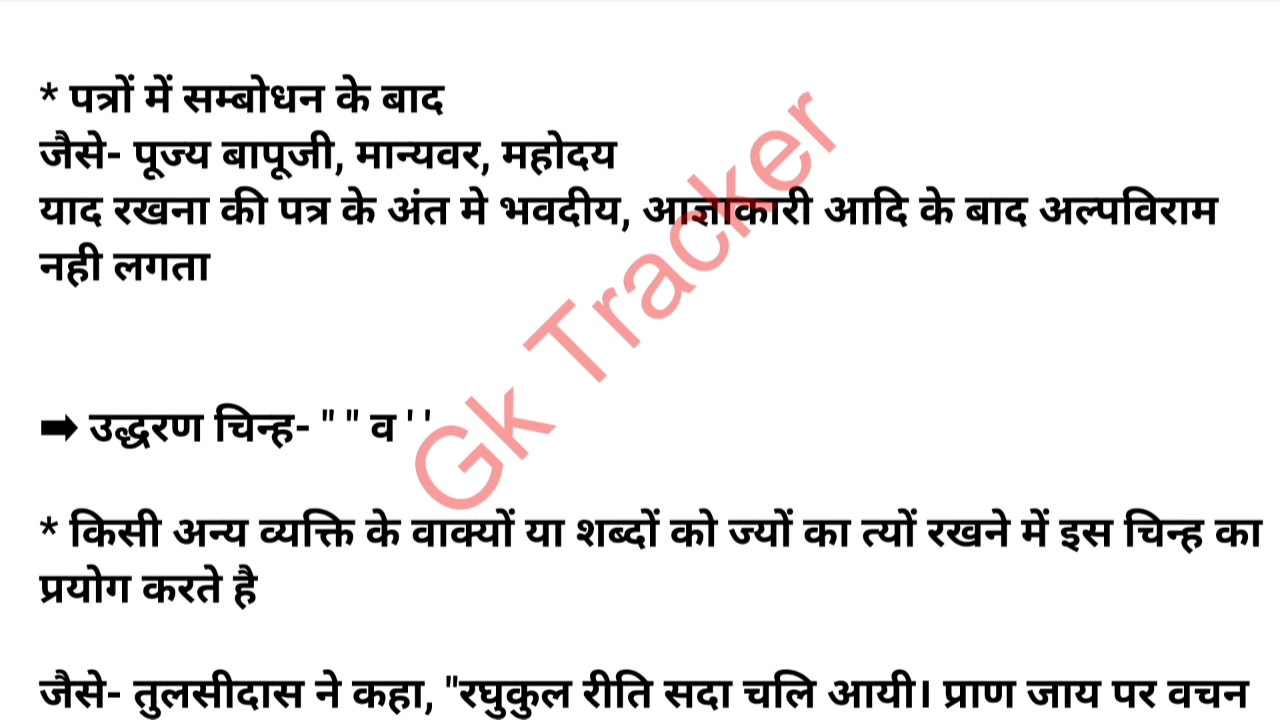 * पत्रों में सम्बोधन के बाद
जैसे- पूज्य बापूजी, मान्यवर, महोदय
याद रखना की पत्र के अंत मे भवदीय, आज्ञाकारी आदि के बाद अल्पविराम
नही लगता
➡ उद्धरण चिन्ह- " " व ' '
* किसी अन्य व्यक्ति के वाक्यों या शब्दों को ज्यों का त्यों रखने में इस चिन्ह का
प्रयोग करते है
जैसे- तुलसीदास ने कहा, "रघुकुल रीति सदा चलि आयी। प्राण जाय पर वचन
Gk Tracker